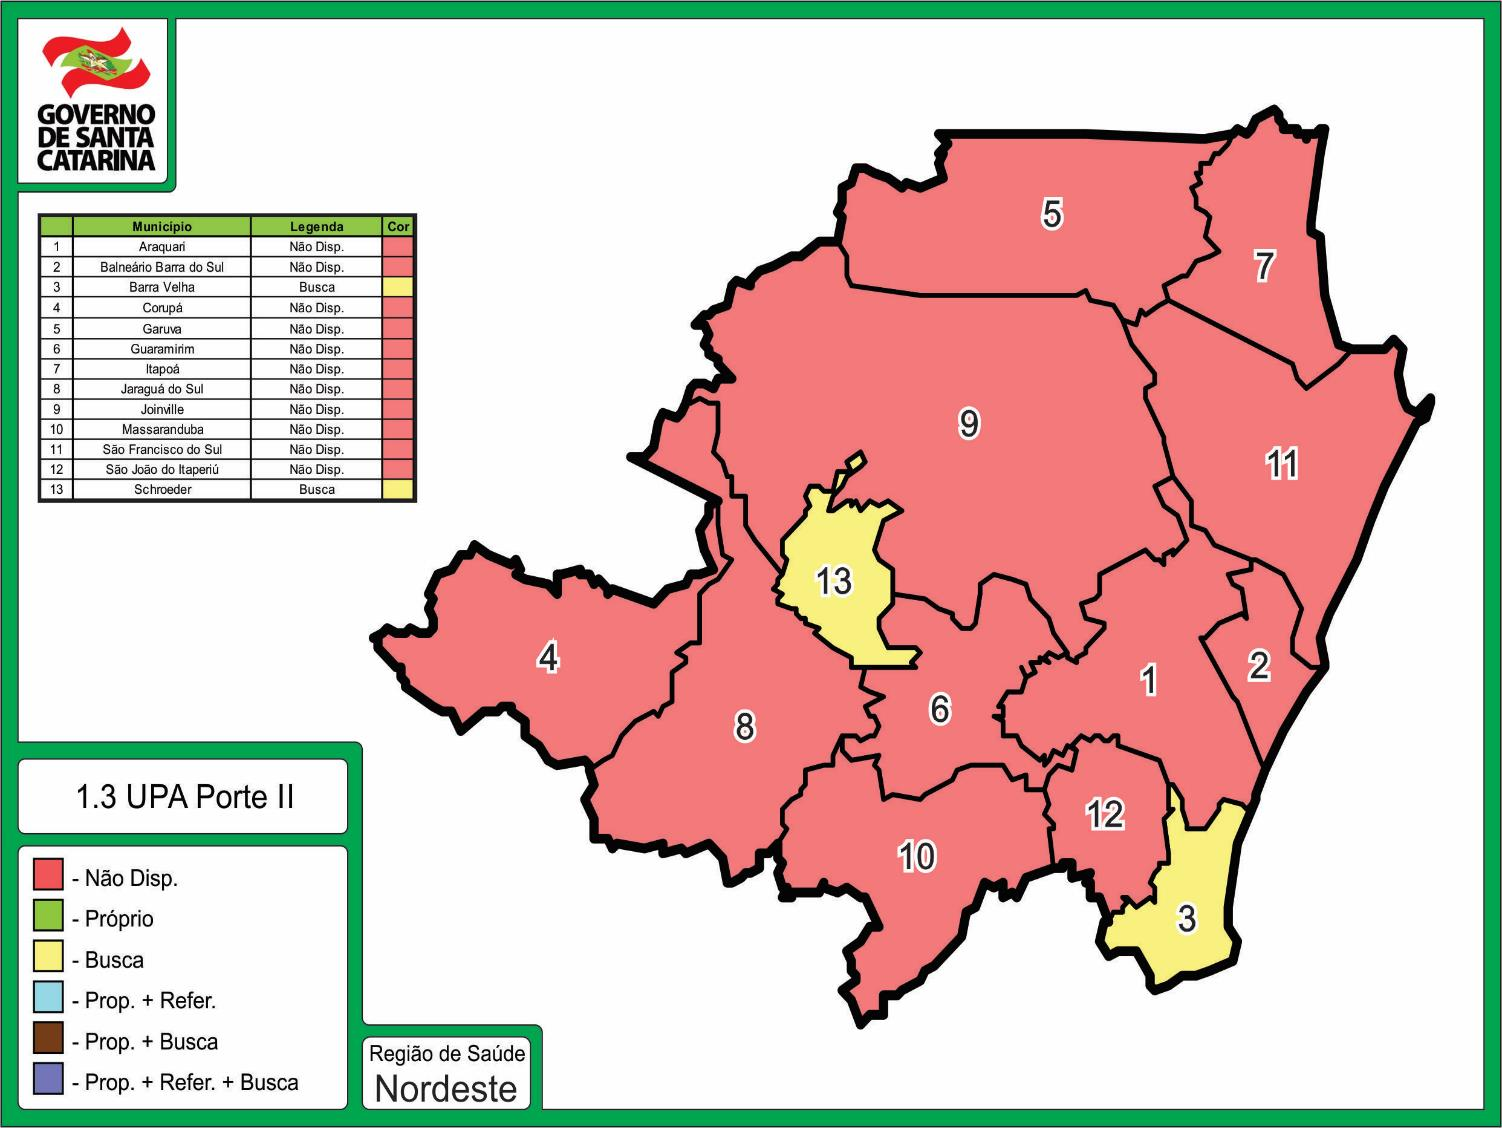 GOVERNO
DE SANTA
CATARINA
Município Legenda Cor
1 Araquari Não Disp.
2 Balneário Barra do Sul Não Disp.
3 Barra Velha Busca
4 Corupá Não Disp.
5 Garuva Não Disp.
6 Guaramirim Não Disp.
7 Itapoá Não Disp.
8 Jaraguá do Sul Não Disp.
9 Joinville Não Disp.
10 Massaranduba Não Disp.
11 São Francisco do Sul Não Disp.
12 São João do Itaperiú Não Disp.
13 Schroeder Busca
5
7
9
11
13
4
2
1
6
8
12
10
3
1.3 UPA Porte II
- Não Disp.
- Próprio
- Busca
- Prop. + Refer.
- Prop. + Busca
- Prop. + Refer. + Busca
Região de Saúde
Nordeste